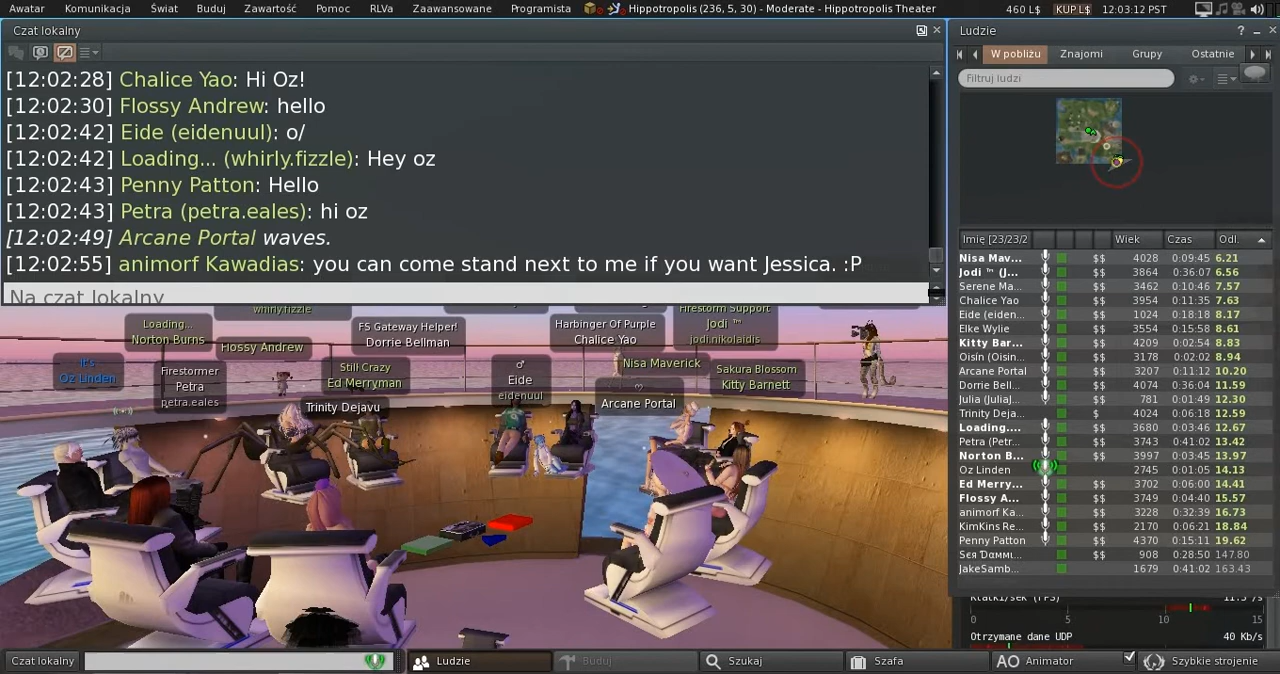 Awatar Komunikacja Świat Buduj Zawartość Pomoc RLVa Zaawansowane Programista Hippotropolis (236, 5, 30) - Moderate - Hippotropolis Theater 460 L$ KUP L$ 12:03:12 PST
Czat lokalny
[12:02:28] Chalice Yao: Hi Oz!
[12:02:30] Flossy Andrew: hello
[12:02:42] Eide (eidenuul): o/
[12:02:42] Loading... (whirly.fizzle): Hey oz
[12:02:43] Penny Patton: Hello
[12:02:43] Petra (petra.eales): hi oz
[12:02:49] Arcane Portal waves.
[12:02:55] animorf Kawadias: you can come stand next to me if you want Jessica. :P
Na czat lokalny
Ludzie
W pobliżu Znajomi Grupy Ostatnie
Filtruj ludzi
Imię [23/23/2 Wiek Czas Odl.
Nisa Mav... 4028 0:09:45 6.21
Jodi ™ (J... 3864 0:36:07 6.56
Serene Ma... $$ 3462 0:10:46 7.57
Chalice Yao $$ 3954 0:11:35 7.63
Eide (eiden... $$ 1024 0:18:18 8.17
Elke Wylie $$ 3554 0:15:58 8.61
Kitty Bar... $$ 4209 0:02:54 8.83
Oisín (Oisin... $$ 3178 0:02:02 8.94
Arcane Portal $$ 3207 0:11:12 10.20
Dorrie Bell... $$ 4074 0:36:04 11.59
Julia (JuliaJ... $$ 781 0:01:49 12.30
Trinity Deja... $$ 4024 0:06:18 12.59
Loading.... $$ 3680 0:03:46 12.67
Petra (Petr... $$ 3743 0:41:02 13.42
Norton B... $$ 3997 0:03:45 13.97
Oz Linden 2745 0:01:05 14.13
Ed Merry... $$ 3702 0:06:00 14.41
Flossy A... $$ 3749 0:04:40 15.57
animorf Ka... $$ 3228 0:32:39 16.73
KimKins Re... $$ 2170 0:06:21 18.84
Penny Patton $$ 4370 0:15:11 19.62
$$ 908 0:28:50 147.80
JakeSamb... 1679 0:41:02 163.43
Klatki/sek (FPS) 11.5 /s
0 5 10 15
Otrzymane dane UDP 40 Kb/s
whirly.fizzle
Loading...
Norton Burns
Flossy Andrew
FS Gateway Helper!
Dorrie Bellman
Harbinger Of Purple
Chalice Yao
Firestorm Support
Jodi ™
jodi.nikolaidis
It's
Oz Linden
Firestormer
Petra
petra.eales
Still Crazy
Ed Merryman
♂
Eide
eidenuul
Nisa Maverick
Sakura Blossom
Kitty Barnett
Trinity Dejavu
♡
Arcane Portal
Czat lokalny Ludzie Buduj Szukaj Szafa AO Animator Szybkie strojenie